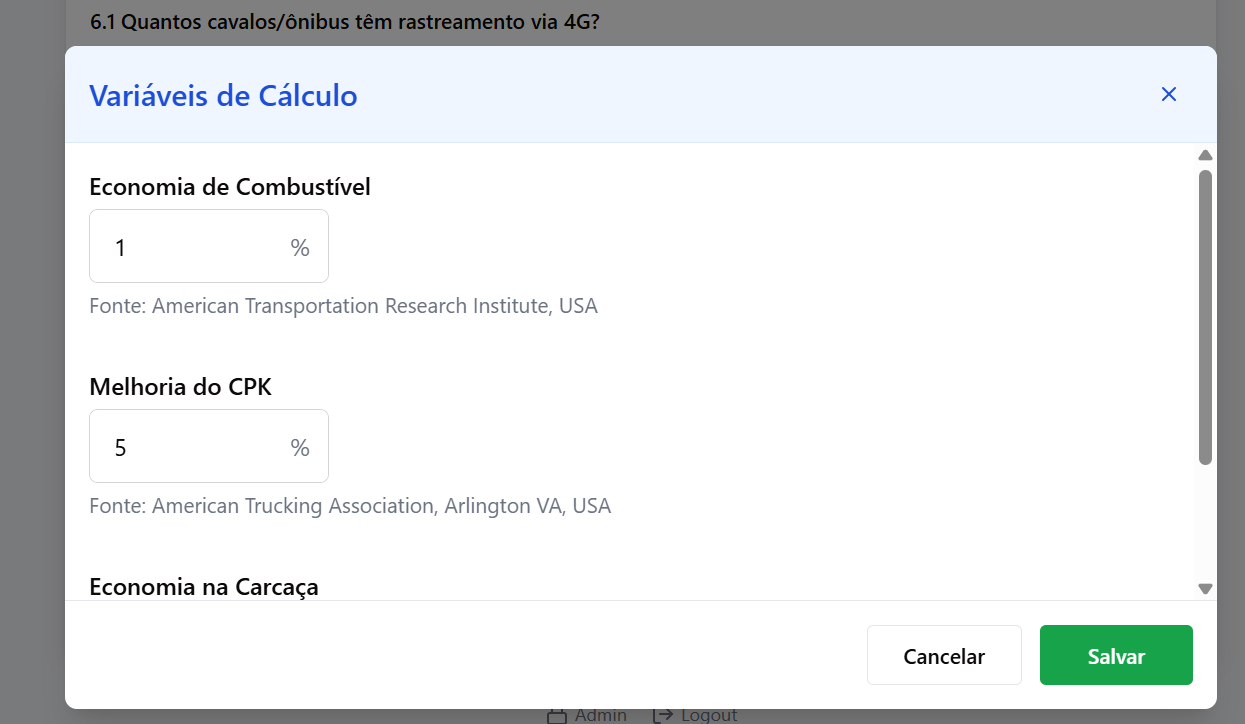 6.1 Quantos cavalos/ônibus têm rastreamento via 4G?
Variáveis de Cálculo
Economia de Combustível
1 %
Fonte: American Transportation Research Institute, USA
Melhoria do CPK
5 %
Fonte: American Trucking Association, Arlington VA, USA
Economia na Carcaça
Cancelar Salvar
Admin Logout